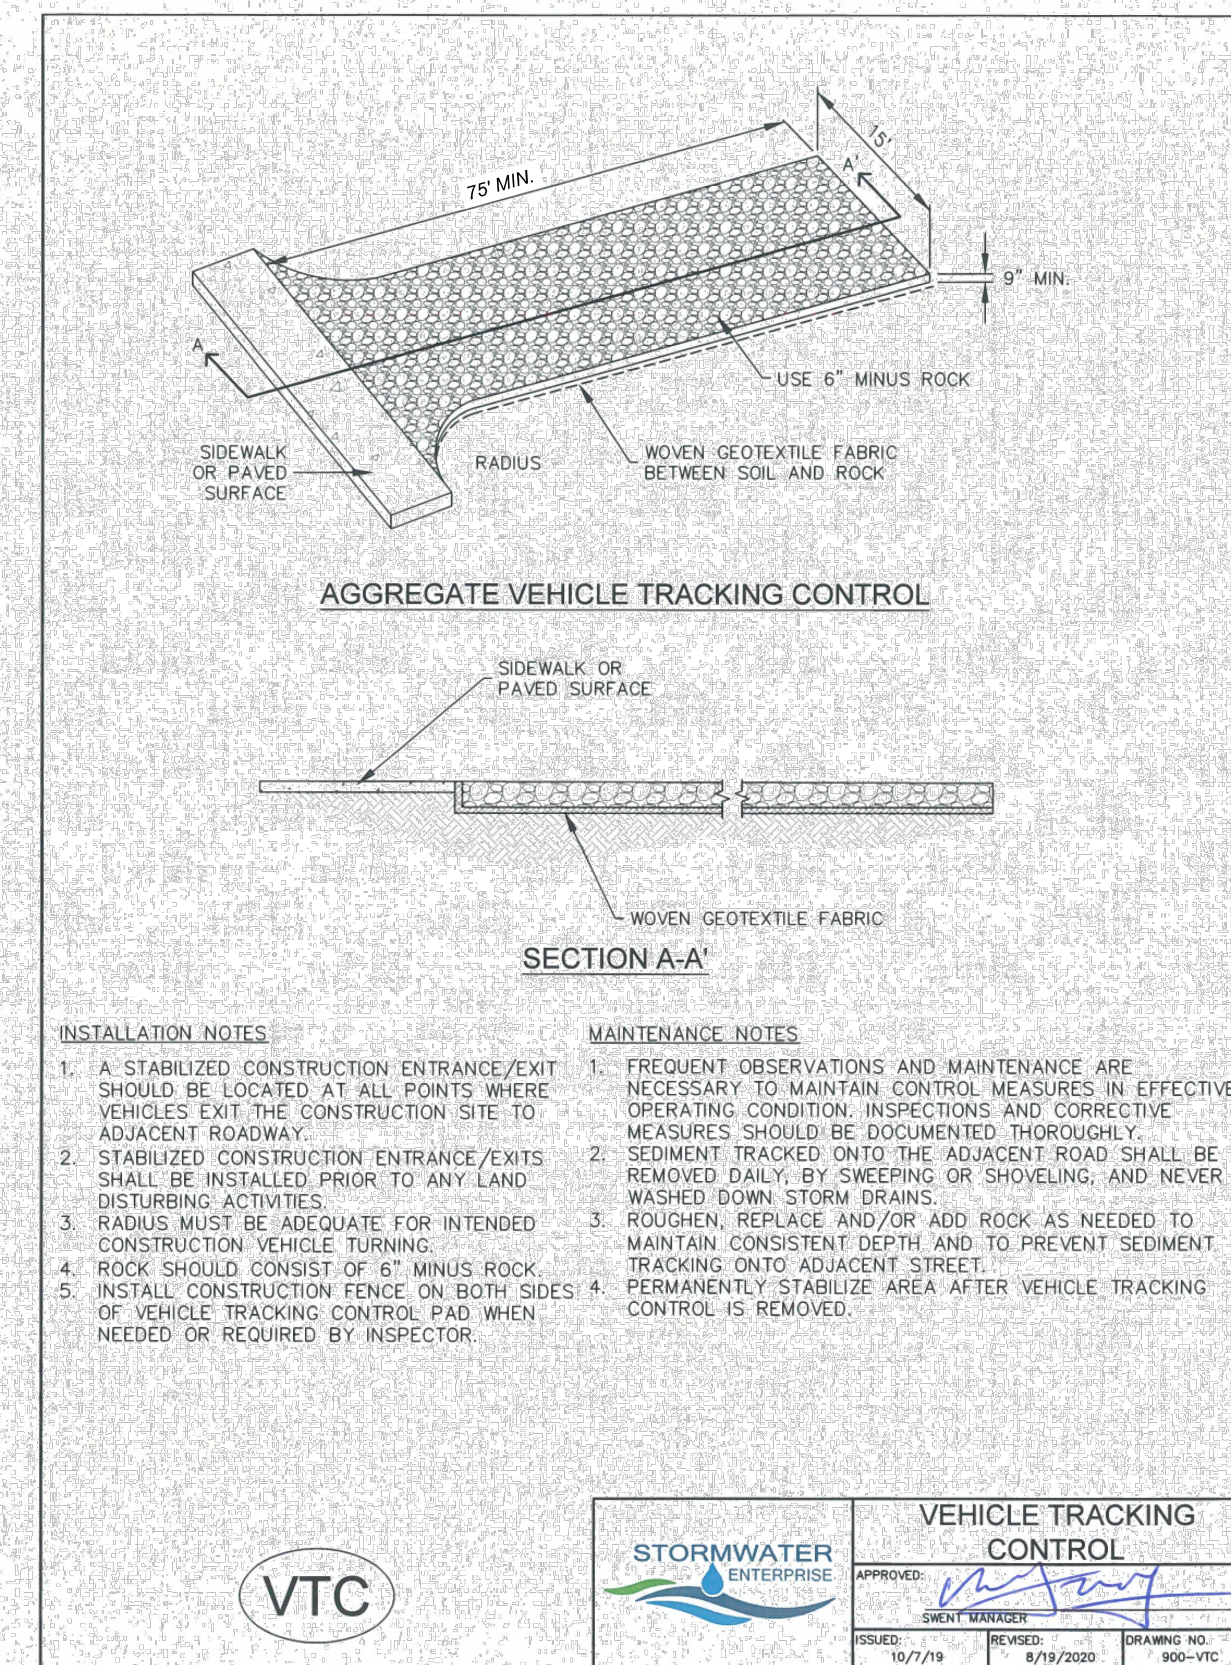 75' MIN.
15'
A'
9" MIN.
A
USE 6" MINUS ROCK
SIDEWALK
OR PAVED
SURFACE
RADIUS
WOVEN GEOTEXTILE FABRIC
BETWEEN SOIL AND ROCK
AGGREGATE VEHICLE TRACKING CONTROL
SIDEWALK OR
PAVED SURFACE
WOVEN GEOTEXTILE FABRIC
SECTION A-A'
INSTALLATION NOTES
1. A STABILIZED CONSTRUCTION ENTRANCE/EXIT
SHOULD BE LOCATED AT ALL POINTS WHERE
VEHICLES EXIT THE CONSTRUCTION SITE TO
ADJACENT ROADWAY.
2. STABILIZED CONSTRUCTION ENTRANCE/EXITS
SHALL BE INSTALLED PRIOR TO ANY LAND
DISTURBING ACTIVITIES.
3. RADIUS MUST BE ADEQUATE FOR INTENDED
CONSTRUCTION VEHICLE TURNING.
4. ROCK SHOULD CONSIST OF 6" MINUS ROCK.
5. INSTALL CONSTRUCTION FENCE ON BOTH SIDES
OF VEHICLE TRACKING CONTROL PAD WHEN
NEEDED OR REQUIRED BY INSPECTOR.
MAINTENANCE NOTES
1. FREQUENT OBSERVATIONS AND MAINTENANCE ARE
NECESSARY TO MAINTAIN CONTROL MEASURES IN EFFECTIVE
OPERATING CONDITION. INSPECTIONS AND CORRECTIVE
MEASURES SHOULD BE DOCUMENTED THOROUGHLY.
2. SEDIMENT TRACKED ONTO THE ADJACENT ROAD SHALL BE
REMOVED DAILY, BY SWEEPING OR SHOVELING, AND NEVER
WASHED DOWN STORM DRAINS.
3. ROUGHEN, REPLACE AND/OR ADD ROCK AS NEEDED TO
MAINTAIN CONSISTENT DEPTH AND TO PREVENT SEDIMENT
TRACKING ONTO ADJACENT STREET.
4. PERMANENTLY STABILIZE AREA AFTER VEHICLE TRACKING
CONTROL IS REMOVED.
VTC
STORMWATER
ENTERPRISE
VEHICLE TRACKING
CONTROL
APPROVED:
SWENT MANAGER
ISSUED:
10/7/19
REVISED:
8/19/2020
DRAWING NO.
900-VTC